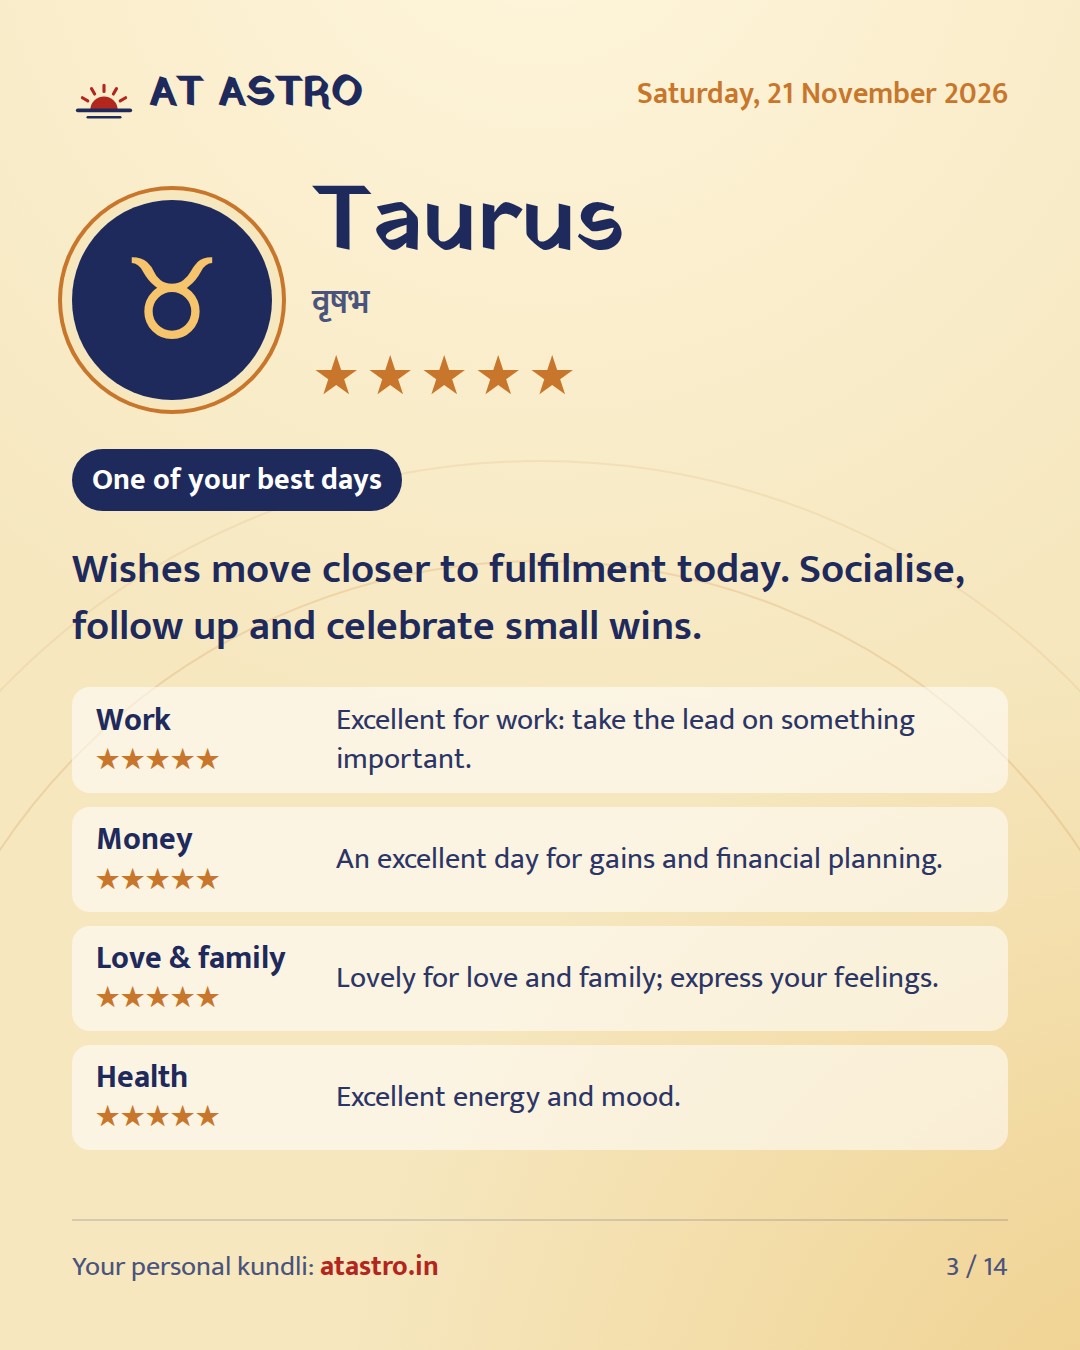 AT ASTRO
Saturday, 21 November 2026
Taurus
वृषभ
★★★★★
One of your best days
Wishes move closer to fulfilment today. Socialise,
follow up and celebrate small wins.
Work
★★★★★
Excellent for work: take the lead on something
important.
Money
★★★★★
An excellent day for gains and financial planning.
Love & family
★★★★★
Lovely for love and family; express your feelings.
Health
★★★★★
Excellent energy and mood.
Your personal kundli: atastro.in
3 / 14